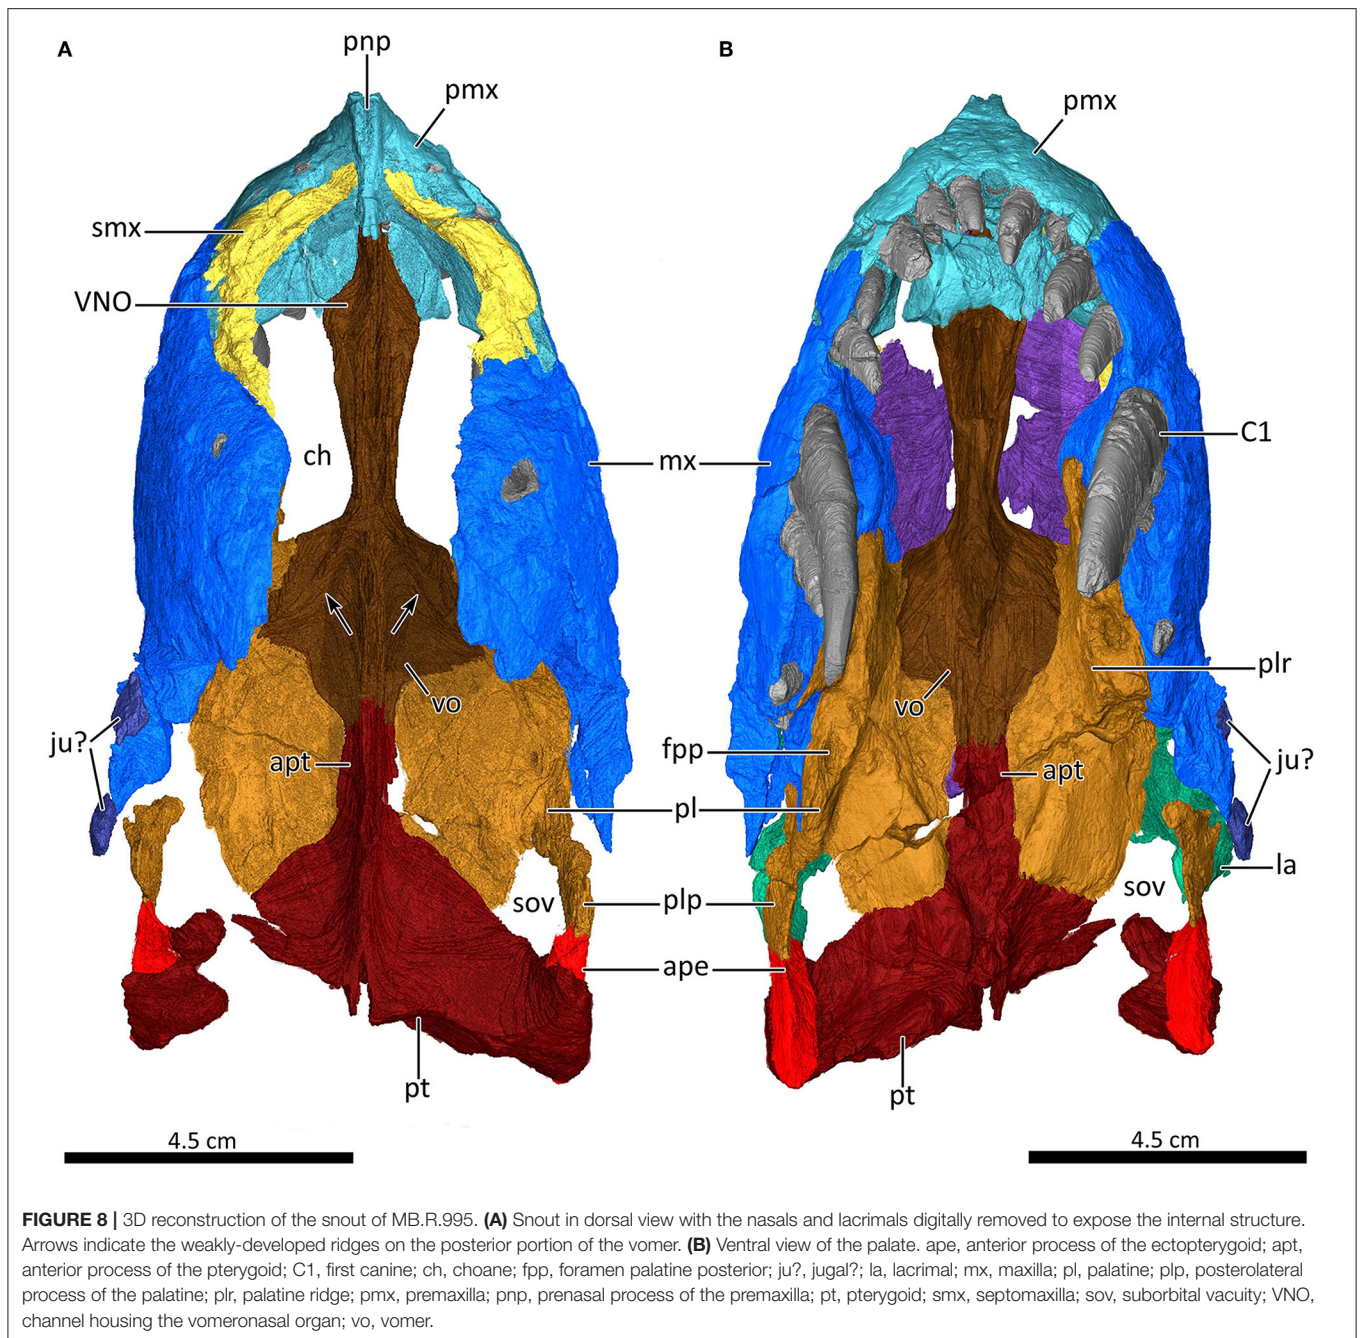 A
pnp
pmx
smx
VNO
ch
vo
ju?
apt
sov
pt
4.5 cm
mx
fpp
pl
plp
ape
B
pmx
C1
plr
vo
apt
ju?
la
sov
pt
4.5 cm
FIGURE 8 | 3D reconstruction of the snout of MB.R.995. (A) Snout in dorsal view with the nasals and lacrimals digitally removed to expose the internal structure.
Arrows indicate the weakly-developed ridges on the posterior portion of the vomer. (B) Ventral view of the palate. ape, anterior process of the ectopterygoid; apt,
anterior process of the pterygoid; C1, first canine; ch, choane; fpp, foramen palatine posterior; ju?, jugal?; la, lacrimal; mx, maxilla; pl, palatine; plp, posterolateral
process of the palatine; plr, palatine ridge; pmx, premaxilla; pnp, prenasal process of the premaxilla; pt, pterygoid; smx, septomaxilla; sov, suborbital vacuity; VNO,
channel housing the vomeronasal organ; vo, vomer.